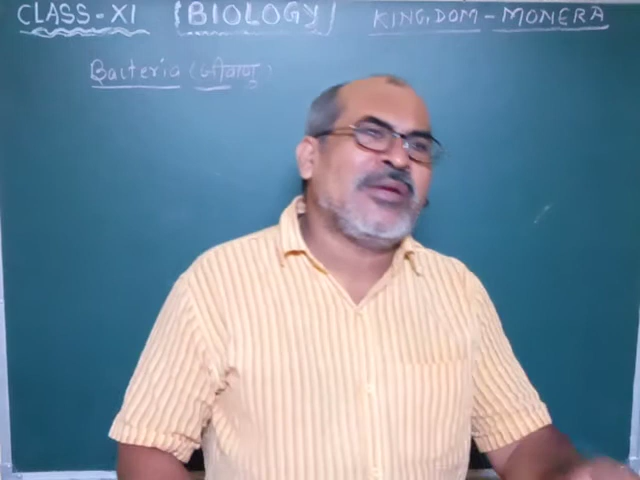 CLASS-XI [BIOLOGY] KINGDOM-MONERA
Bacteria (जीवाणु)